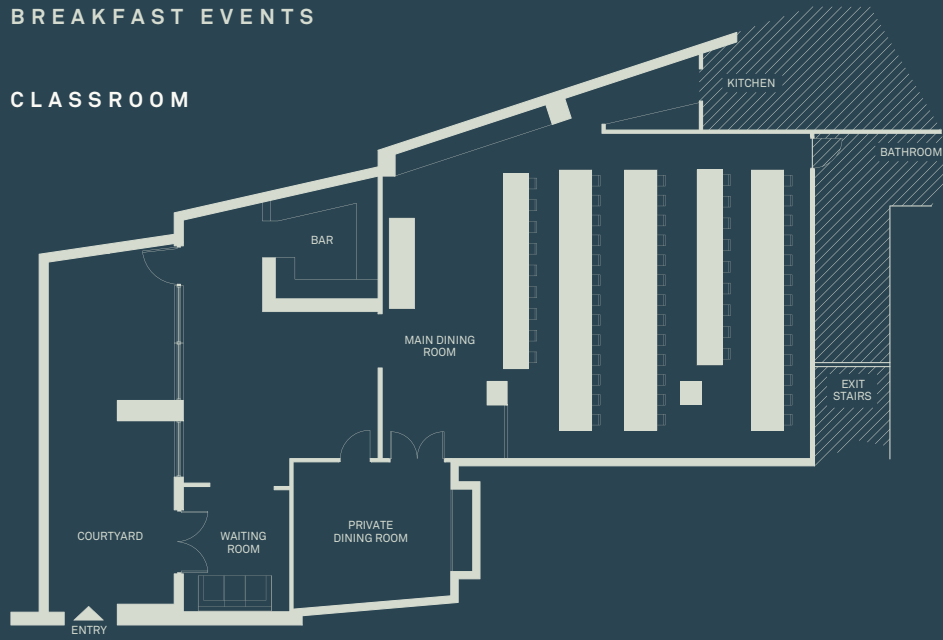 BREAKFAST EVENTS
CLASSROOM
KITCHEN
BATHROOM
BAR
MAIN DINING
ROOM
EXIT
STAIRS
COURTYARD
WAITING
ROOM
PRIVATE
DINING ROOM
ENTRY